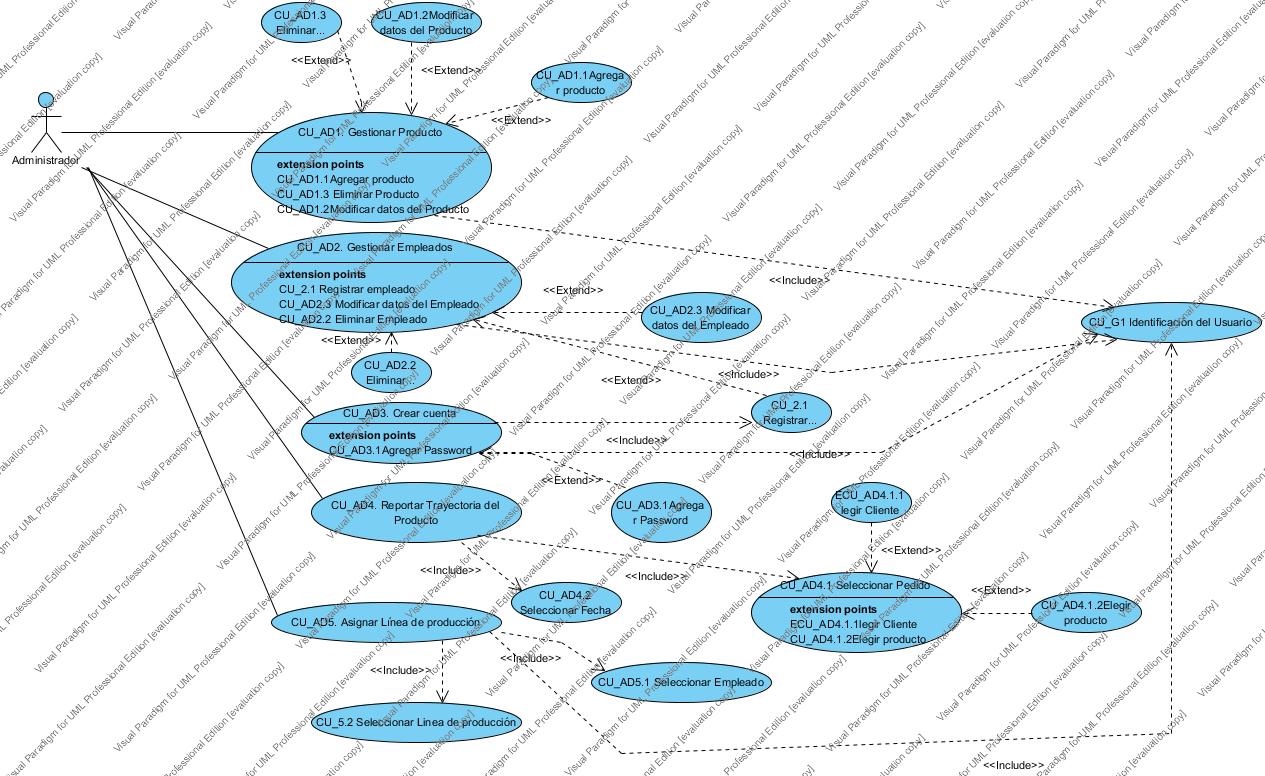 CU_AD1.3
Eliminar...
CU_AD1.2Modificar
datos del Producto
<<Extend>>
<<Extend>>
CU_AD1.1Agrega
r producto
<<Extend>>
Administrador
CU_AD1. Gestionar Producto
extension points
CU_AD1.1Agregar producto
CU_AD1.3 Eliminar Producto
CU_AD1.2Modificar datos del Producto
CU_AD2. Gestionar Empleados
extension points
CU_2.1 Registrar empleado
CU_AD2.3 Modificar datos del Empleado
CU_AD2.2 Eliminar Empleado
<<Include>>
<<Extend>>
CU_AD2.3 Modificar
datos del Empleado
CU_G1 Identificación del Usuario
<<Extend>>
CU_AD2.2
Eliminar...
<<Include>>
<<Extend>>
CU_2.1
Registrar...
CU_AD3. Crear cuenta
extension points
CU_AD3.1Agregar Password
<<Include>>
<<Include>>
<<Extend>>
CU_AD3.1Agrega
r Password
ECU_AD4.1.1
legir Cliente
CU_AD4. Reportar Trayectoria del
Producto
<<Extend>>
<<Include>>
<<Include>>
CU_AD4.2
Seleccionar Fecha
CU_AD4.1 Seleccionar Pedido
extension points
ECU_AD4.1.1legir Cliente
CU_AD4.1.2Elegir producto
<<Extend>>
CU_AD4.1.2Elegir
producto
CU_AD5. Asignar Línea de producción
<<Include>>
<<Include>>
CU_AD5.1 Seleccionar Empleado
CU_5.2 Seleccionar Linea de producción
<<Include>>
Visual Paradigm for UML Professional Edition [evaluation copy]